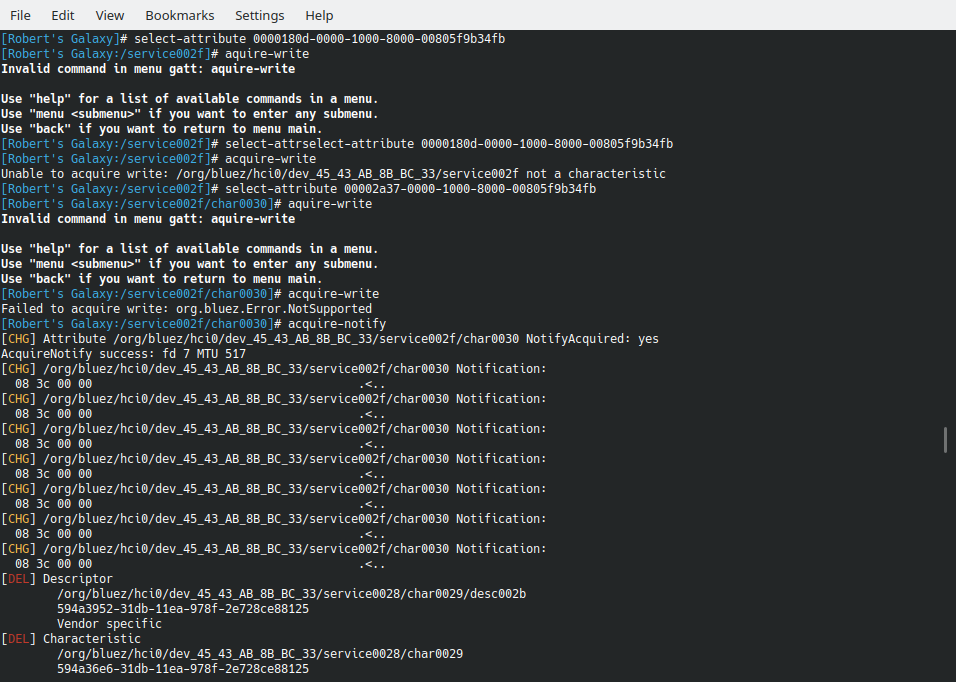 File Edit View Bookmarks Settings Help
[Robert's Galaxy]# select-attribute 0000180d-0000-1000-8000-00805f9b34fb
[Robert's Galaxy:/service002f]# aquire-write
Invalid command in menu gatt: aquire-write
Use "help" for a list of available commands in a menu.
Use "menu <submenu>" if you want to enter any submenu.
Use "back" if you want to return to menu main.
[Robert's Galaxy:/service002f]# select-attrselect-attribute 0000180d-0000-1000-8000-00805f9b34fb
[Robert's Galaxy:/service002f]# acquire-write
Unable to acquire write: /org/bluez/hci0/dev_45_43_AB_8B_BC_33/service002f not a characteristic
[Robert's Galaxy:/service002f]# select-attribute 00002a37-0000-1000-8000-00805f9b34fb
[Robert's Galaxy:/service002f/char0030]# aquire-write
Invalid command in menu gatt: aquire-write
Use "help" for a list of available commands in a menu.
Use "menu <submenu>" if you want to enter any submenu.
Use "back" if you want to return to menu main.
[Robert's Galaxy:/service002f/char0030]# acquire-write
Failed to acquire write: org.bluez.Error.NotSupported
[Robert's Galaxy:/service002f/char0030]# acquire-notify
[CHG] Attribute /org/bluez/hci0/dev_45_43_AB_8B_BC_33/service002f/char0030 NotifyAcquired: yes
AcquireNotify success: fd 7 MTU 517
[CHG] /org/bluez/hci0/dev_45_43_AB_8B_BC_33/service002f/char0030 Notification:
08 3c 00 00 .<..
[CHG] /org/bluez/hci0/dev_45_43_AB_8B_BC_33/service002f/char0030 Notification:
08 3c 00 00 .<..
[CHG] /org/bluez/hci0/dev_45_43_AB_8B_BC_33/service002f/char0030 Notification:
08 3c 00 00 .<..
[CHG] /org/bluez/hci0/dev_45_43_AB_8B_BC_33/service002f/char0030 Notification:
08 3c 00 00 .<..
[CHG] /org/bluez/hci0/dev_45_43_AB_8B_BC_33/service002f/char0030 Notification:
08 3c 00 00 .<..
[CHG] /org/bluez/hci0/dev_45_43_AB_8B_BC_33/service002f/char0030 Notification:
08 3c 00 00 .<..
[CHG] /org/bluez/hci0/dev_45_43_AB_8B_BC_33/service002f/char0030 Notification:
08 3c 00 00 .<..
[DEL] Descriptor
/org/bluez/hci0/dev_45_43_AB_8B_BC_33/service0028/char0029/desc002b
594a3952-31db-11ea-978f-2e728ce88125
Vendor specific
[DEL] Characteristic
/org/bluez/hci0/dev_45_43_AB_8B_BC_33/service0028/char0029
594a36e6-31db-11ea-978f-2e728ce88125